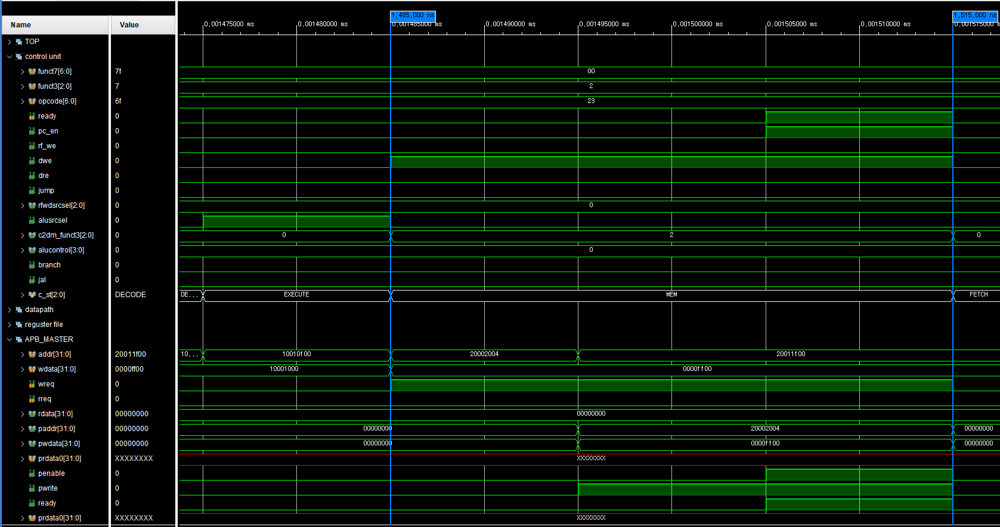 1,485.000 ns 1,515.000 ns
Name Value 0,001475000 ms 0,001480000 ms 0,001485000 ms 0,001490000 ms 0,001495000 ms 0,001500000 ms 0,001505000 ms 0,001510000 ms 0,001515000 m
TOP
control unit
funct7[6:0] 7f 00
funct3[2:0] 7 2
opcode[6:0] 6f 23
ready 0
pc_en 0
rf_we 0
dwe 0
dre 0
jump 0
rfwdsrcsel[2:0] 0 0
alusrcsel 0
c2dm_funct3[2:0] 0 0 2 0
alucontrol[3:0] 0 0
branch 0
jal 0
c_st[2:0] DECODE DE... EXECUTE MEM FETCH
datapath
reguster file
APB_MASTER
addr[31:0] 20011f00 10... 10010f00 20002004 20011f00
wdata[31:0] 0000ff00 10001000 0000ff00
wreq 0
rreq 0
rdata[31:0] 00000000 00000000
paddr[31:0] 00000000 00000000 20002004 00000000
pwdata[31:0] 00000000 00000000 0000ff00 00000000
prdata0[31:0] XXXXXXXX XXXXXXXX
penable 0
pwrite 0
ready 0
prdata0[31:0] XXXXXXXX XXXXXXXX